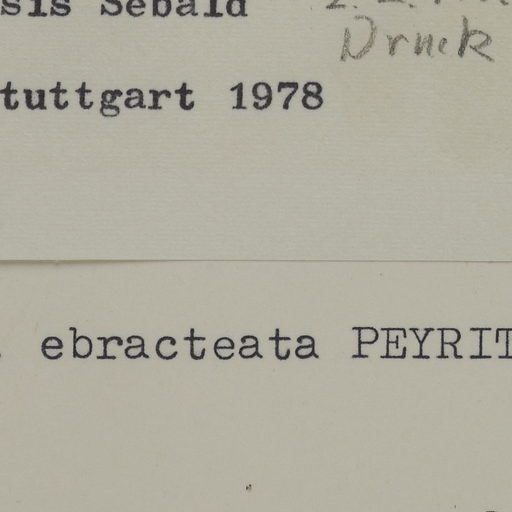 sis Sebald
Druck
tuttgart 1978
. ebracteata PEYRIT